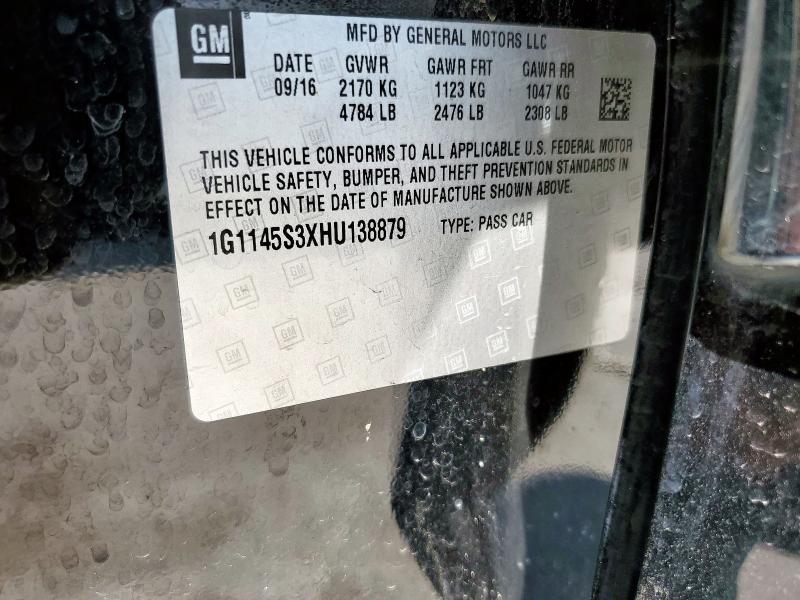 GM
MFD BY GENERAL MOTORS LLC
DATE GVWR GAWR FRT GAWR RR
09/16 2170 KG 1123 KG 1047 KG
4784 LB 2476 LB 2308 LB
THIS VEHICLE CONFORMS TO ALL APPLICABLE U.S. FEDERAL MOTOR
VEHICLE SAFETY, BUMPER, AND THEFT PREVENTION STANDARDS IN
EFFECT ON THE DATE OF MANUFACTURE SHOWN ABOVE.
1G1145S3XHU138879 TYPE: PASS CAR